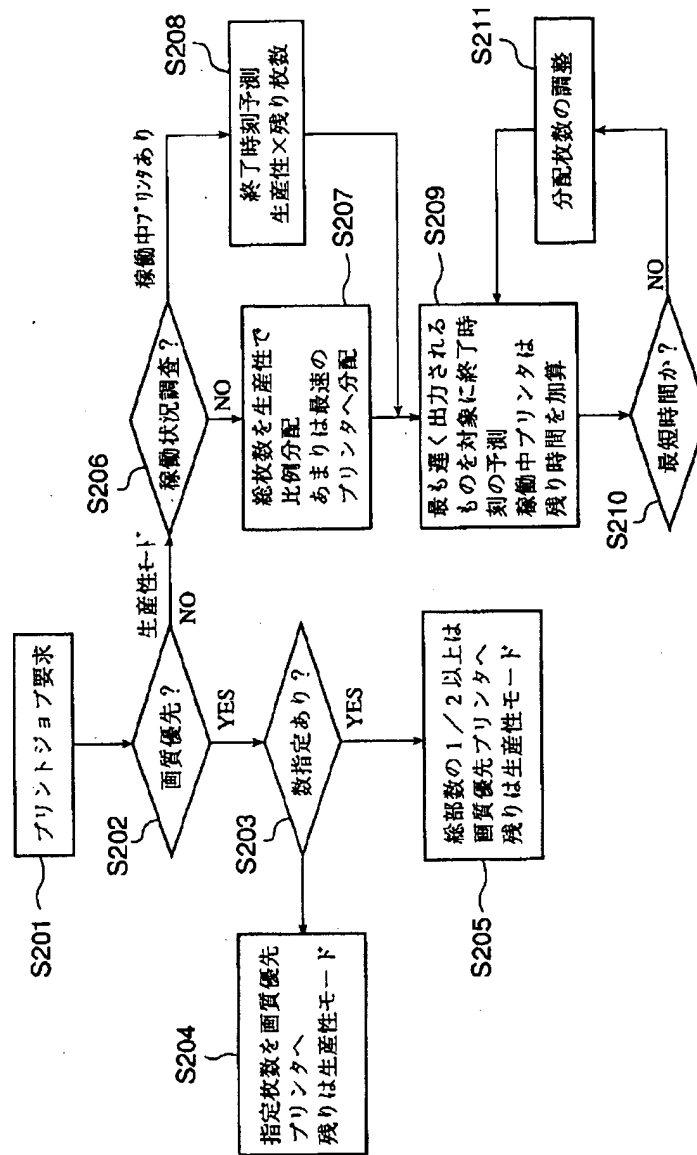 S201
プリントジョブ要求
S202
画質優先？
生産性モード
NO
YES
S203
数指定あり？
YES
S204
指定枚数を画質優先
プリンタへ
残りは生産性モード
S205
総部数の１／２以上は
画質優先プリンタへ
残りは生産性モード
S206
稼働状況調査？
稼働中プリンタあり
NO
S207
総枚数を生産性で
比例分配
あまりは最速の
プリンタへ分配
S208
終了時刻予測
生産性×残り枚数
S209
最も遅く出力される
ものを対象に終了時
刻の予測
稼働中プリンタは
残り時間を加算
S210
最短時間か？
NO
S211
分配枚数の調整